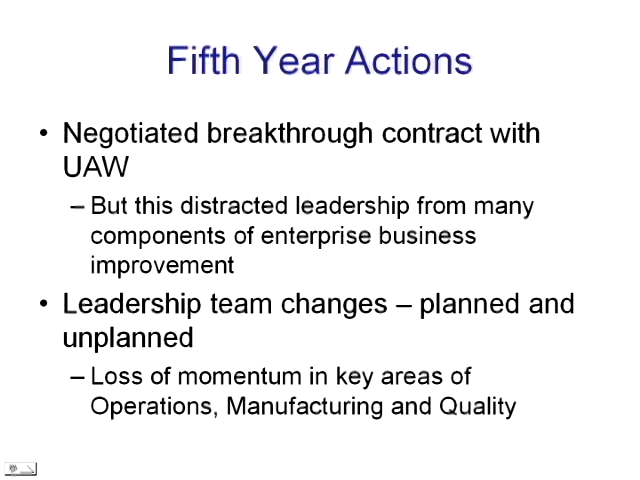 Fifth Year Actions
• Negotiated breakthrough contract with
UAW
– But this distracted leadership from many
components of enterprise business
improvement
• Leadership team changes – planned and
unplanned
– Loss of momentum in key areas of
Operations, Manufacturing and Quality